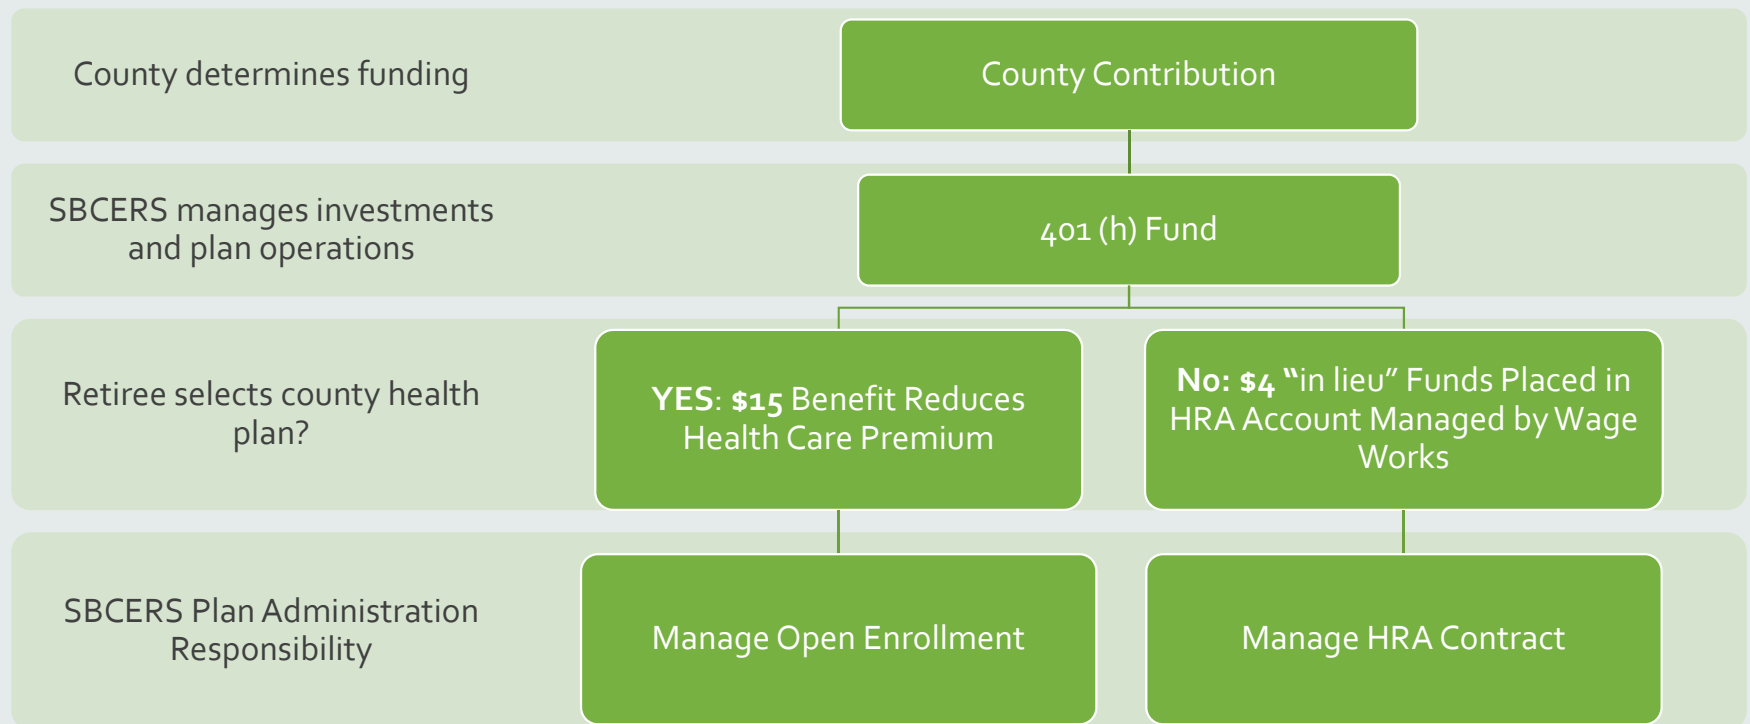 County determines funding
County Contribution
SBCERS manages investments
and plan operations
401 (h) Fund
Retiree selects county health
plan?
YES: $15 Benefit Reduces
Health Care Premium
No: $4 “in lieu” Funds Placed in
HRA Account Managed by Wage
Works
SBCERS Plan Administration
Responsibility
Manage Open Enrollment
Manage HRA Contract